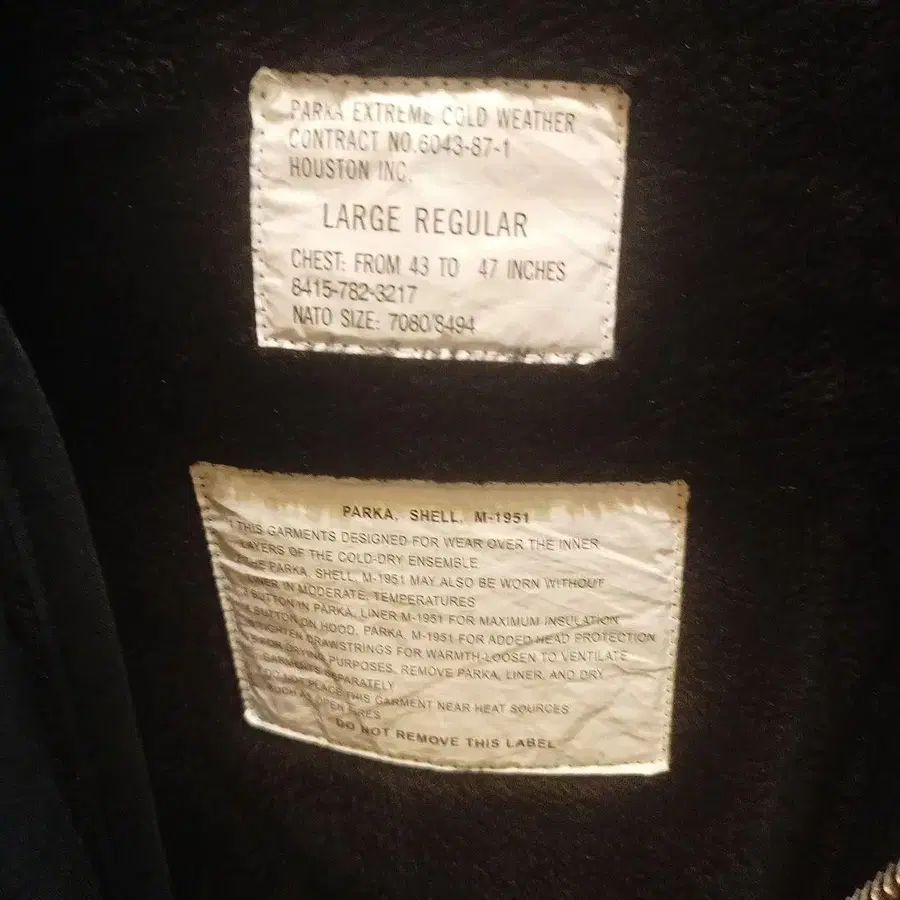 PARKA EXTREME COLD WEATHER
CONTRACT NO.6043-87-1
HOUSTON INC.
LARGE REGULAR
CHEST: FROM 43 TO 47 INCHES
8415-782-3217
NATO SIZE: 7080/8494
PARKA, SHELL, M-1951
1 THIS GARMENTS DESIGNED FOR WEAR OVER THE INNER
LAYERS OF THE COLD-DRY ENSEMBLE
THE PARKA, SHELL, M-1951 MAY ALSO BE WORN WITHOUT
LINER IN MODERATE, TEMPERATURES
BUTTON IN PARKA, LINER M-1951 FOR MAXIMUM INSULATION
BUTTON ON HOOD, PARKA, M-1951 FOR ADDED HEAD PROTECTION
TIGHTEN DRAWSTRINGS FOR WARMTH-LOOSEN TO VENTILATE
FOR DRYING PURPOSES, REMOVE PARKA, LINER, AND DRY
GARMENTS SEPARATELY
DO NOT PLACE THIS GARMENT NEAR HEAT SOURCES
SUCH AS OPEN FIRES
DO NOT REMOVE THIS LABEL